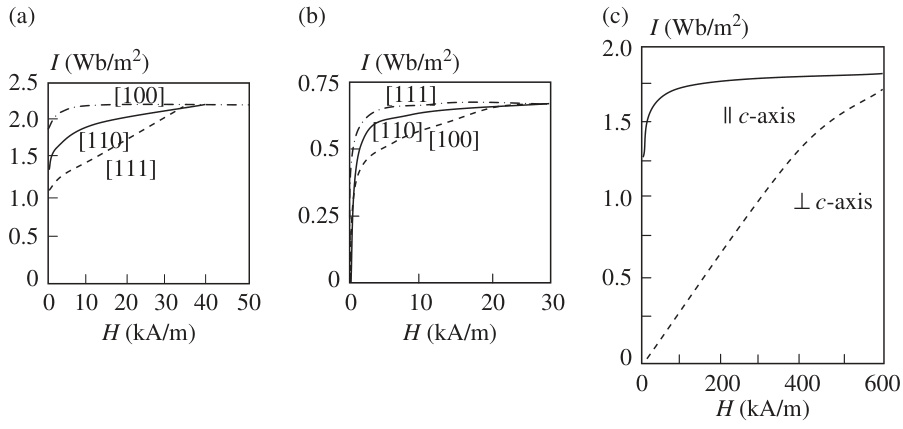 (a)
I (Wb/m²)
2.5
2.0
1.5
1.0
0.5
0
[100]
[110]
[111]
0 10 20 30 40 50
H (kA/m)
(b)
I (Wb/m²)
0.75
0.5
0.25
0
[111]
[110]
[100]
0 10 20 30
H (kA/m)
(c)
I (Wb/m²)
2.0
1.5
1.0
0.5
0
∥ c-axis
⊥ c-axis
0 200 400 600
H (kA/m)